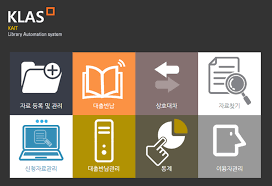 KLAS
KAIT
Library Automation system
자료 등록 및 관리
대출반납
상호대차
자료찾기
신청자료관리
대출반납관리
통계
이용자관리